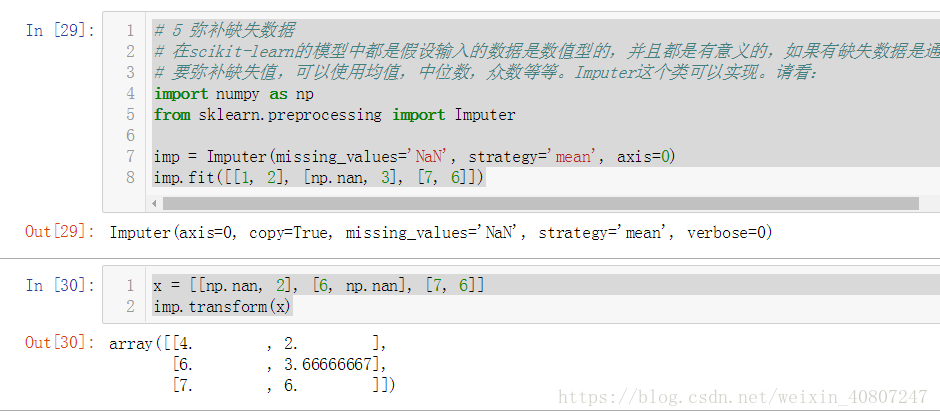 In [29]:
1 # 5 弥补缺失数据
2 # 在scikit-learn的模型中都是假设输入的数据是数值型的，并且都是有意义的，如果有缺失数据是通
3 # 要弥补缺失值，可以使用均值，中位数，众数等等。Imputer这个类可以实现。请看：
4 import numpy as np
5 from sklearn.preprocessing import Imputer
6
7 imp = Imputer(missing_values='NaN', strategy='mean', axis=0)
8 imp.fit([[1, 2], [np.nan, 3], [7, 6]])
Out[29]: Imputer(axis=0, copy=True, missing_values='NaN', strategy='mean', verbose=0)
In [30]:
1 x = [[np.nan, 2], [6, np.nan], [7, 6]]
2 imp.transform(x)
Out[30]: array([[4.        , 2.        ],
[6.        , 3.66666667],
[7.        , 6.        ]])
https://blog.csdn.net/weixin_40807247